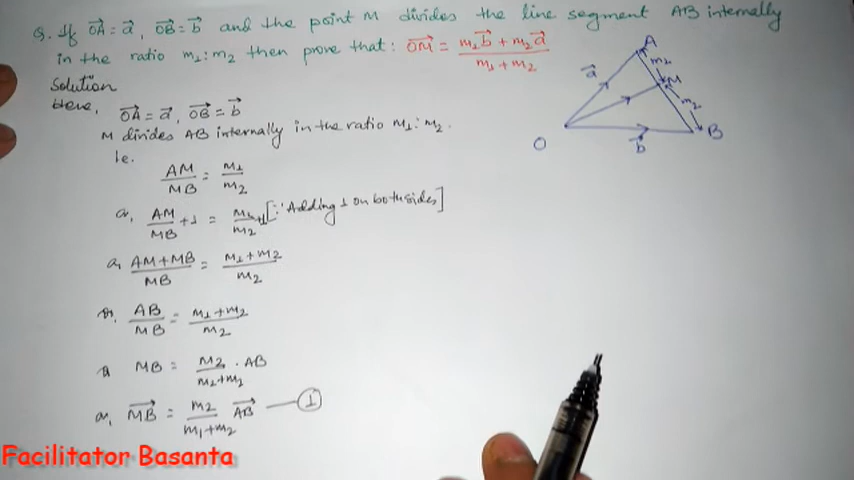 Q. If OA = a, OB = b and the point M divides the line segment AB internally
in the ratio m₁:m₂ then prove that: OM = (m₁b + m₂a)/(m₁+m₂)
Solution
Here,
OA = a, OB = b
M divides AB internally in the ratio m₁:m₂.
Ie.
AM/MB = m₁/m₂
or, AM/MB + 1 = m₁/m₂ + 1 [∵ Adding 1 on both sides]
or, (AM+MB)/MB = (m₁+m₂)/m₂
or, AB/MB = (m₁+m₂)/m₂
or MB = m₂/(m₁+m₂) . AB
or, MB = m₂/(m₁+m₂) AB — 1
A
a
M
m₂
O
b
B
Facilitator Basanta